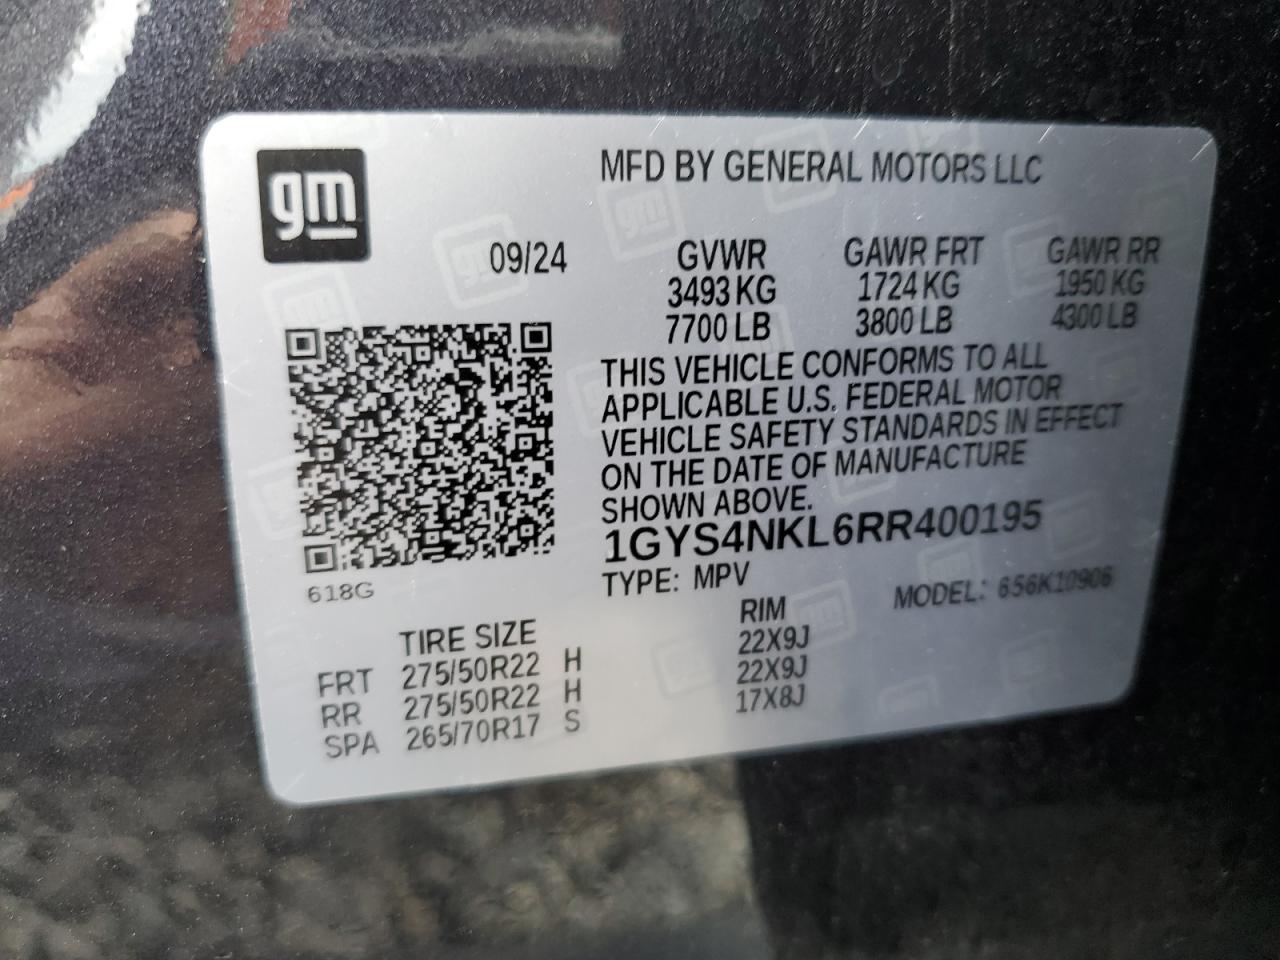 gm
MFD BY GENERAL MOTORS LLC
09/24
GVWR GAWR FRT GAWR RR
3493 KG 1724 KG 1950 KG
7700 LB 3800 LB 4300 LB
THIS VEHICLE CONFORMS TO ALL
APPLICABLE U.S. FEDERAL MOTOR
VEHICLE SAFETY STANDARDS IN EFFECT
ON THE DATE OF MANUFACTURE
SHOWN ABOVE.
1GYS4NKL6RR400195
618G
TYPE: MPV MODEL: 656K10906
TIRE SIZE RIM
FRT 275/50R22 H 22X9J
RR 275/50R22 H 22X9J
SPA 265/70R17 S 17X8J